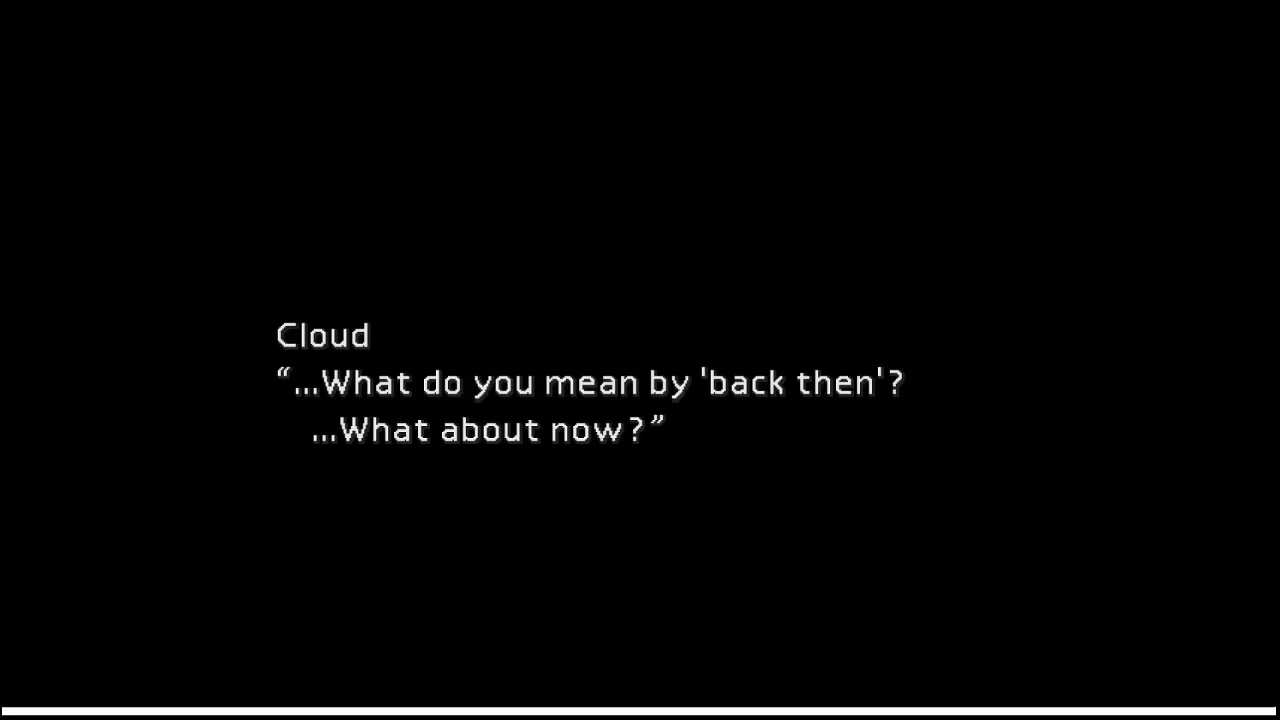 Cloud
“...What do you mean by 'back then'?
...What about now?”